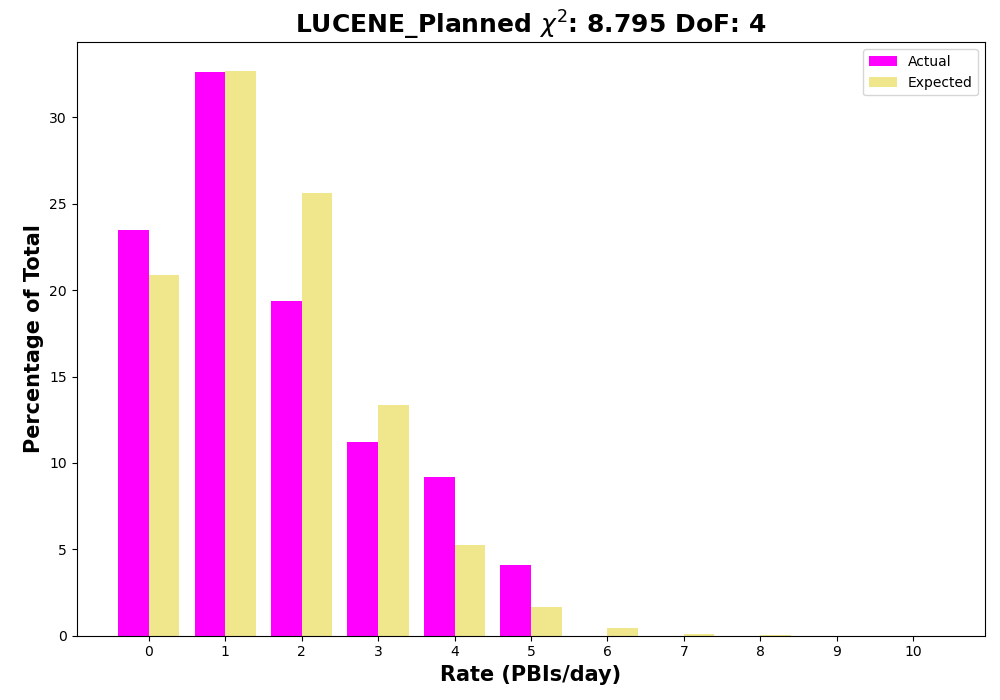 LUCENE_Planned χ²: 8.795 DoF: 4
Actual
Expected
Percentage of Total
30
25
20
15
10
5
0
0 1 2 3 4 5 6 7 8 9 10
Rate (PBIs/day)